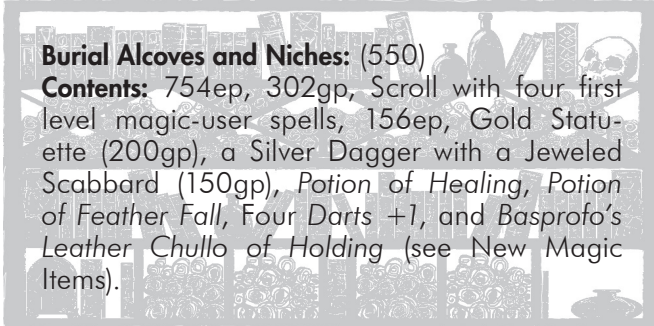 Burial Alcoves and Niches: (550)
Contents: 754ep, 302gp, Scroll with four first
level magic-user spells, 156ep, Gold Statu-
ette (200gp), a Silver Dagger with a Jeweled
Scabbard (150gp), Potion of Healing, Potion
of Feather Fall, Four Darts +1, and Basprofo’s
Leather Chullo of Holding (see New Magic
Items).